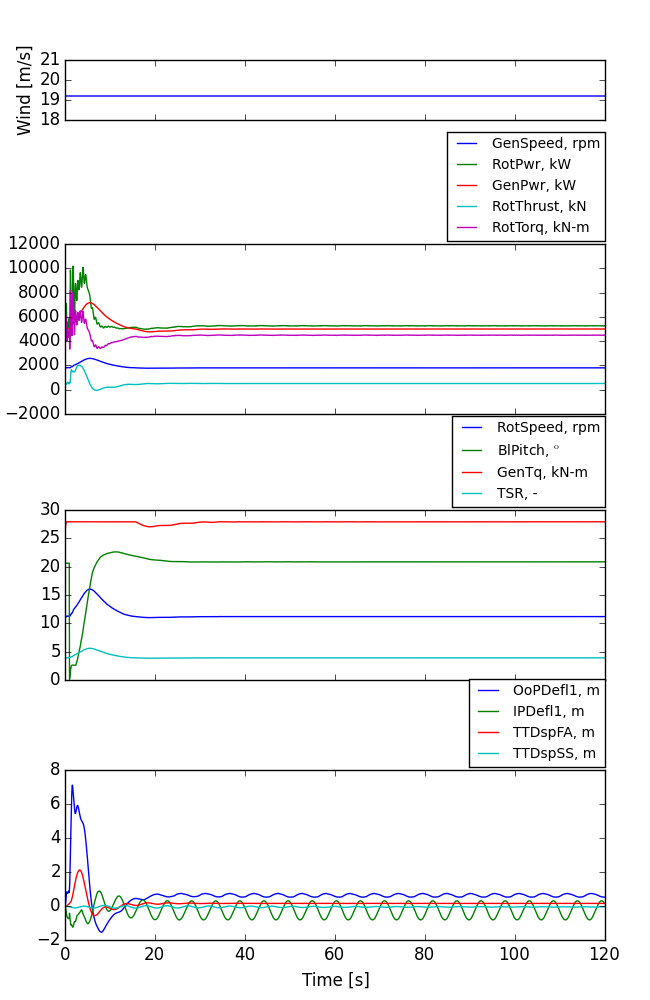 Wind [m/s]
21
20
19
18
GenSpeed, rpm
RotPwr, kW
GenPwr, kW
RotThrust, kN
RotTorq, kN-m
12000
10000
8000
6000
4000
2000
0
−2000
RotSpeed, rpm
BlPitch, °
GenTq, kN-m
TSR, -
30
25
20
15
10
5
0
OoPDefl1, m
IPDefl1, m
TTDspFA, m
TTDspSS, m
8
6
4
2
0
−2
0 20 40 60 80 100 120
Time [s]